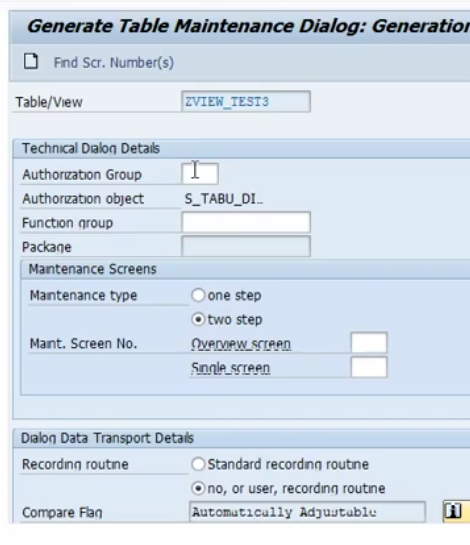 Generate Table Maintenance Dialog: Generation
Find Scr. Number(s)
Table/View ZVIEW_TEST3
Technical Dialog Details
Authorization Group
Authorization object S_TABU_DI..
Function group
Package
Maintenance Screens
Maintenance type one step
two step
Maint. Screen No. Overview screen
Single screen
Dialog Data Transport Details
Recording routine Standard recording routine
no, or user, recording routine
Compare Flag Automatically Adjustable